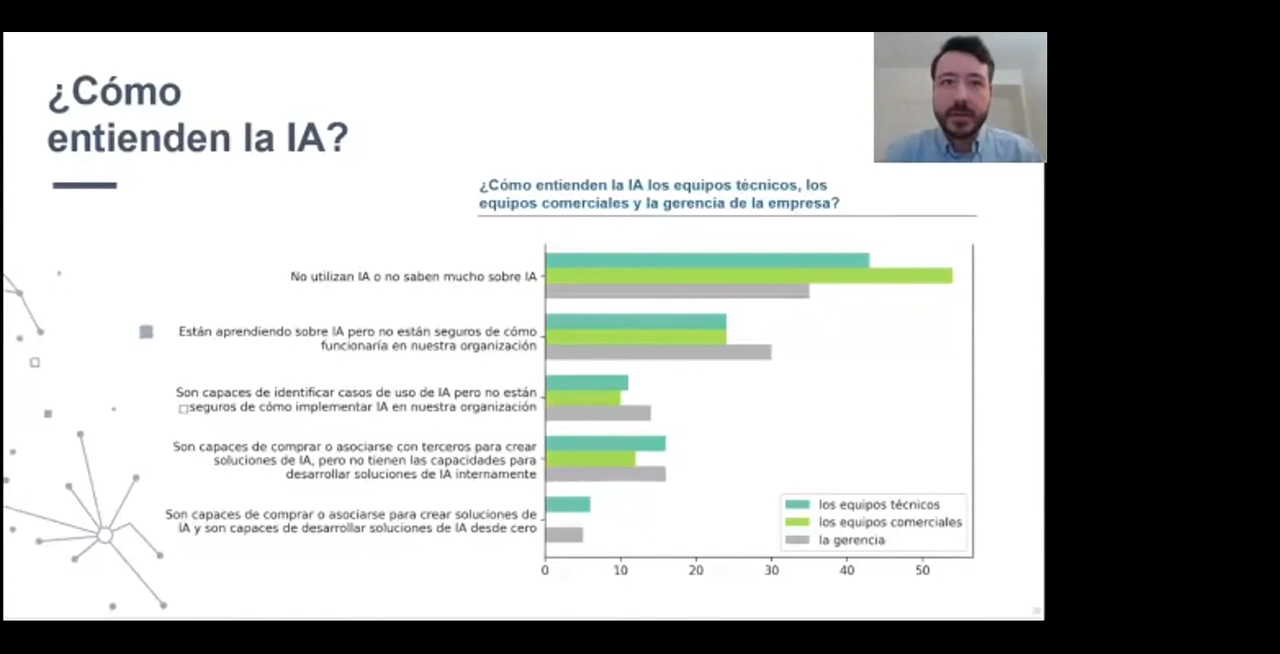 ¿Cómo
entienden la IA?
¿Cómo entienden la IA los equipos técnicos, los
equipos comerciales y la gerencia de la empresa?
No utilizan IA o no saben mucho sobre IA
Están aprendiendo sobre IA pero no están seguros de cómo
funcionaría en nuestra organización
Son capaces de identificar casos de uso de IA pero no están
seguros de cómo implementar IA en nuestra organización
Son capaces de comprar o asociarse con terceros para crear
soluciones de IA, pero no tienen las capacidades para
desarrollar soluciones de IA internamente
Son capaces de comprar o asociarse para crear soluciones de
IA y son capaces de desarrollar soluciones de IA desde cero
los equipos técnicos
los equipos comerciales
la gerencia
0 10 20 30 40 50